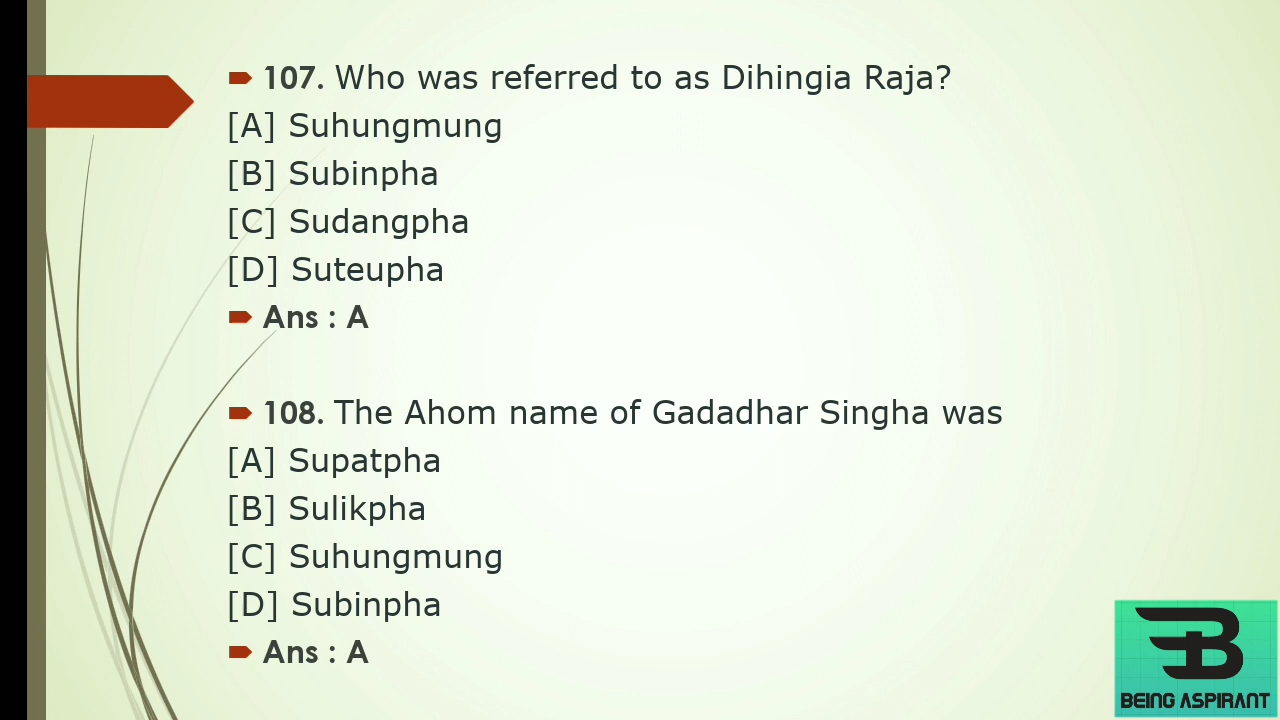 107. Who was referred to as Dihingia Raja?
[A] Suhungmung
[B] Subinpha
[C] Sudangpha
[D] Suteupha
Ans : A
108. The Ahom name of Gadadhar Singha was
[A] Supatpha
[B] Sulikpha
[C] Suhungmung
[D] Subinpha
Ans : A
BEING ASPIRANT